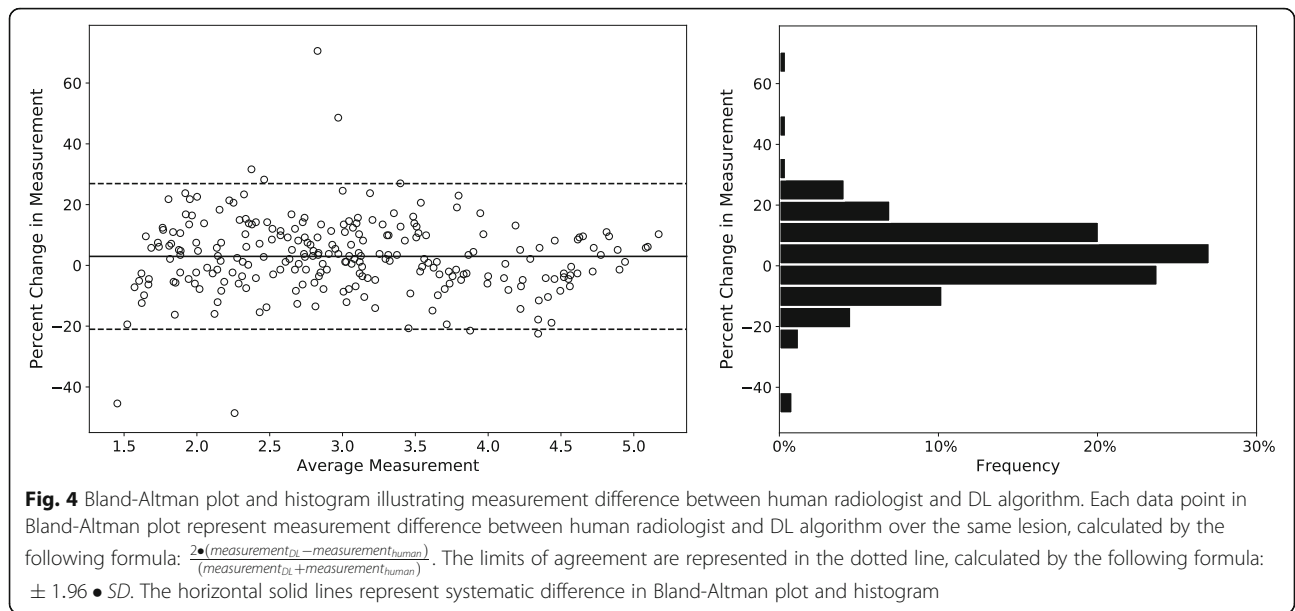 60
40
20
0
−20
−40
Percent Change in Measurement
1.5 2.0 2.5 3.0 3.5 4.0 4.5 5.0
Average Measurement
60
40
20
0
−20
−40
Percent Change in Measurement
0% 10% 20% 30%
Frequency
Fig. 4 Bland-Altman plot and histogram illustrating measurement difference between human radiologist and DL algorithm. Each data point in
Bland-Altman plot represent measurement difference between human radiologist and DL algorithm over the same lesion, calculated by the
following formula: 2•(measurement_DL−measurement_human)/(measurement_DL+measurement_human). The limits of agreement are represented in the dotted line, calculated by the following formula:
± 1.96 • SD. The horizontal solid lines represent systematic difference in Bland-Altman plot and histogram